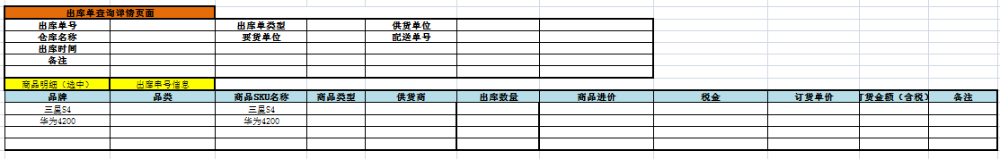 出库单查询详情页面
出库单号 出库单类型 供货单位
仓库名称 要货单位 配送单号
出库时间
备注
商品明细（选中） 出库串号信息
品牌 品类 商品SKU名称 商品类型 供货商 出库数量 商品进价 税金 订货单价 订货金额（含税） 备注
三星S4 三星S4
华为4200 华为4200